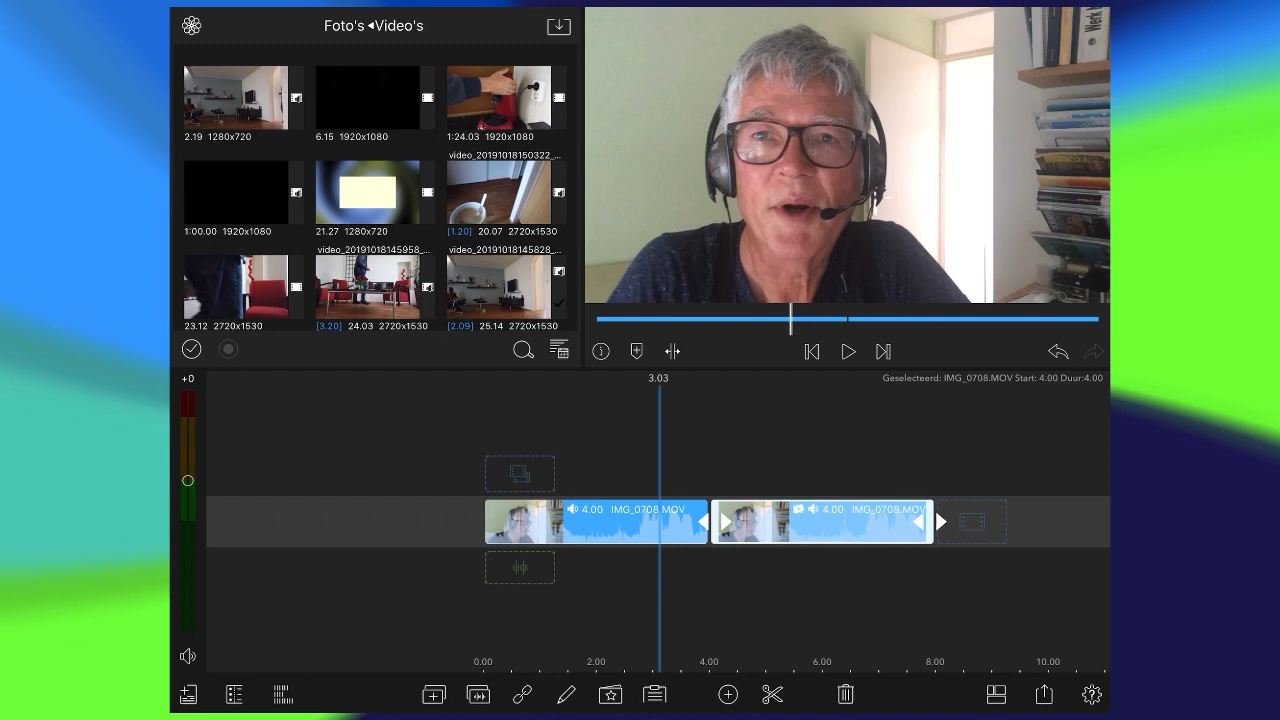 Foto's ◂Video's
2.19 1280x720
6.15 1920x1080
1:24.03 1920x1080
video_20191018150322_...
1:00.00 1920x1080
21.27 1280x720
[1.20] 20.07 2720x1530
video_20191018145958_...
video_20191018145828_...
23.12 2720x1530
[3.20] 24.03 2720x1530
[2.09] 25.14 2720x1530
Werk
+0
3.03
Geselecteerd: IMG_0708.MOV Start: 4.00 Duur:4.00
4.00 IMG_0708.MOV
4.00 IMG_0708.MOV
0.00 2.00 4.00 6.00 8.00 10.00